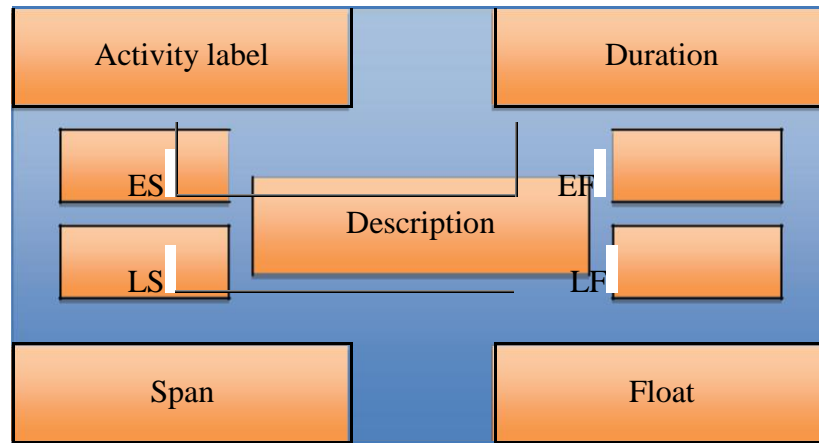 Activity label
Duration
ES
EF
Description
LS
LF
Span
Float